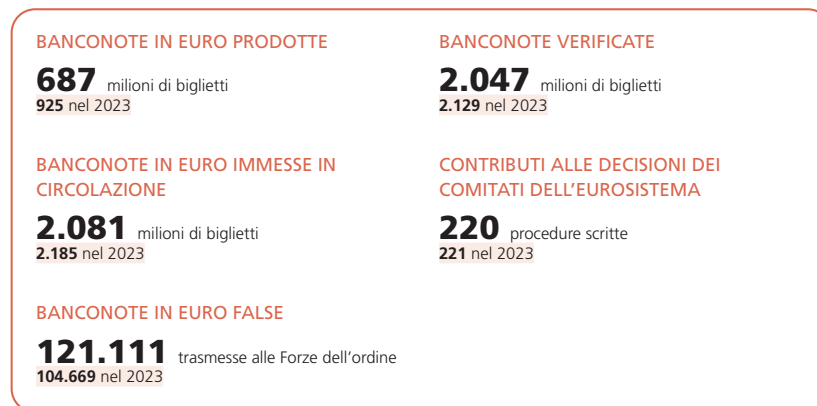 BANCONOTE IN EURO PRODOTTE
687 milioni di biglietti
925 nel 2023
BANCONOTE VERIFICATE
2.047 milioni di biglietti
2.129 nel 2023
BANCONOTE IN EURO IMMESSE IN
CIRCOLAZIONE
2.081 milioni di biglietti
2.185 nel 2023
CONTRIBUTI ALLE DECISIONI DEI
COMITATI DELL’EUROSISTEMA
220 procedure scritte
221 nel 2023
BANCONOTE IN EURO FALSE
121.111 trasmesse alle Forze dell’ordine
104.669 nel 2023